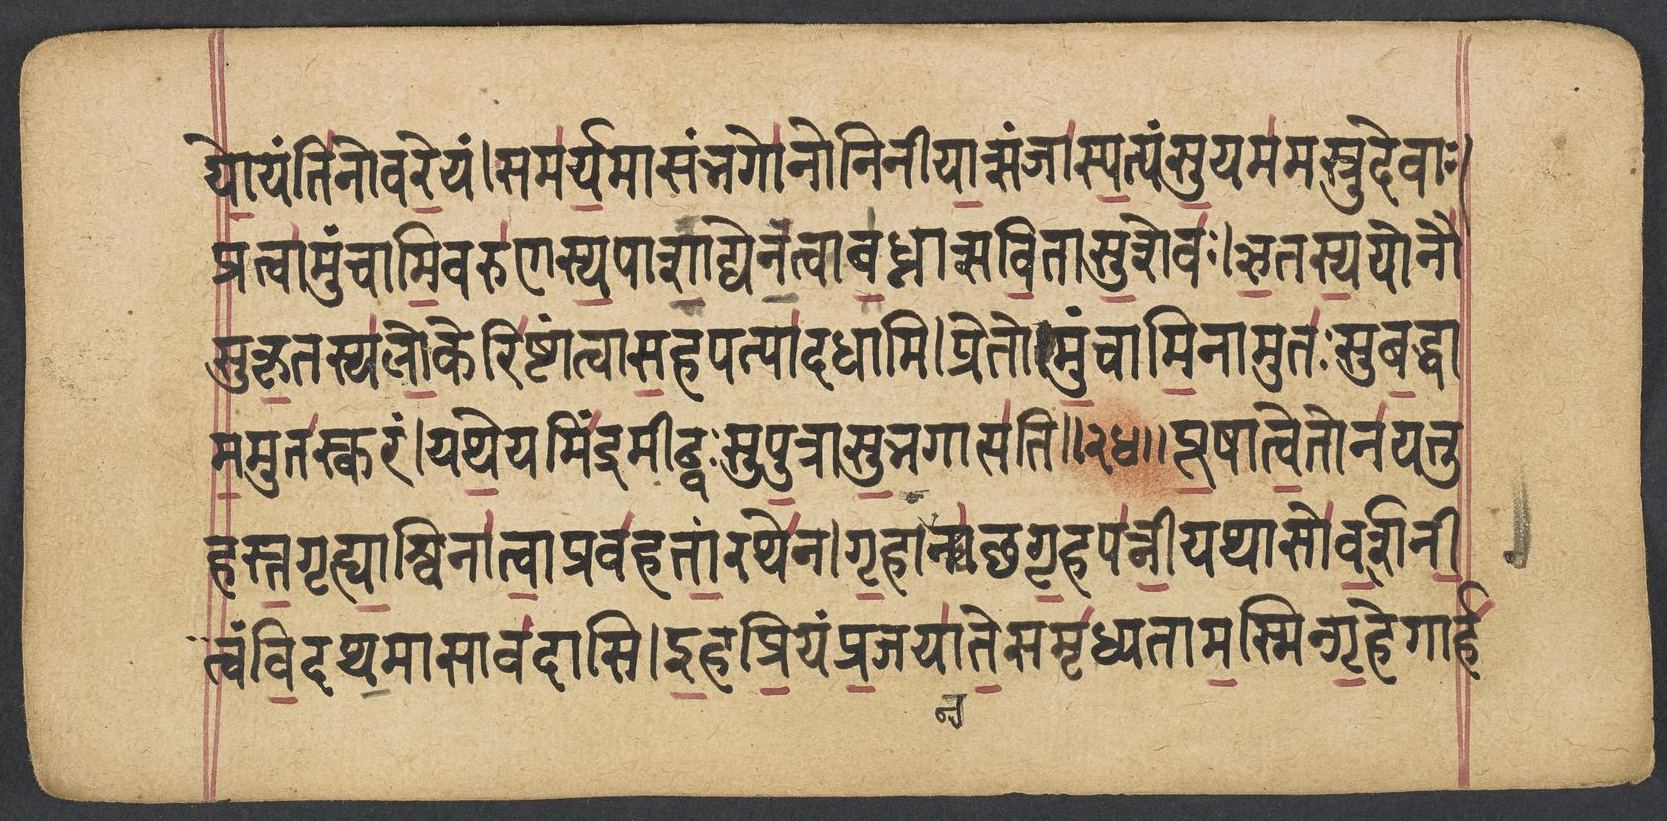 योयंतिनोवरेयं।समर्यमासंभगोनोनिनीयात्संजास्पत्यंसुयममस्तुदेवाः।
प्रत्वामुंचामिवरुणस्यपाशाद्येनत्वाबध्नात्सवितासुशेवः।ऋतस्ययोनौ
सुकृतस्यलोकेरिष्टांत्वासहपत्यादधामि।प्रेतोमुंचामिनामुतःसुबद्धा
ममुतस्करं।यथेयमिंद्रमीढ्वःसुपुत्रासुभगासति॥२४॥पूषात्वेतोनयतु
हस्तगृह्याश्विनात्वाप्रवहतांरथेन।गृहान्गच्छगृहपत्नीयथासोवशिनी
त्वंविदथमासावदासि।इहप्रियंप्रजयातेसमृध्यतामस्मिन्गृहेगार्ह
न